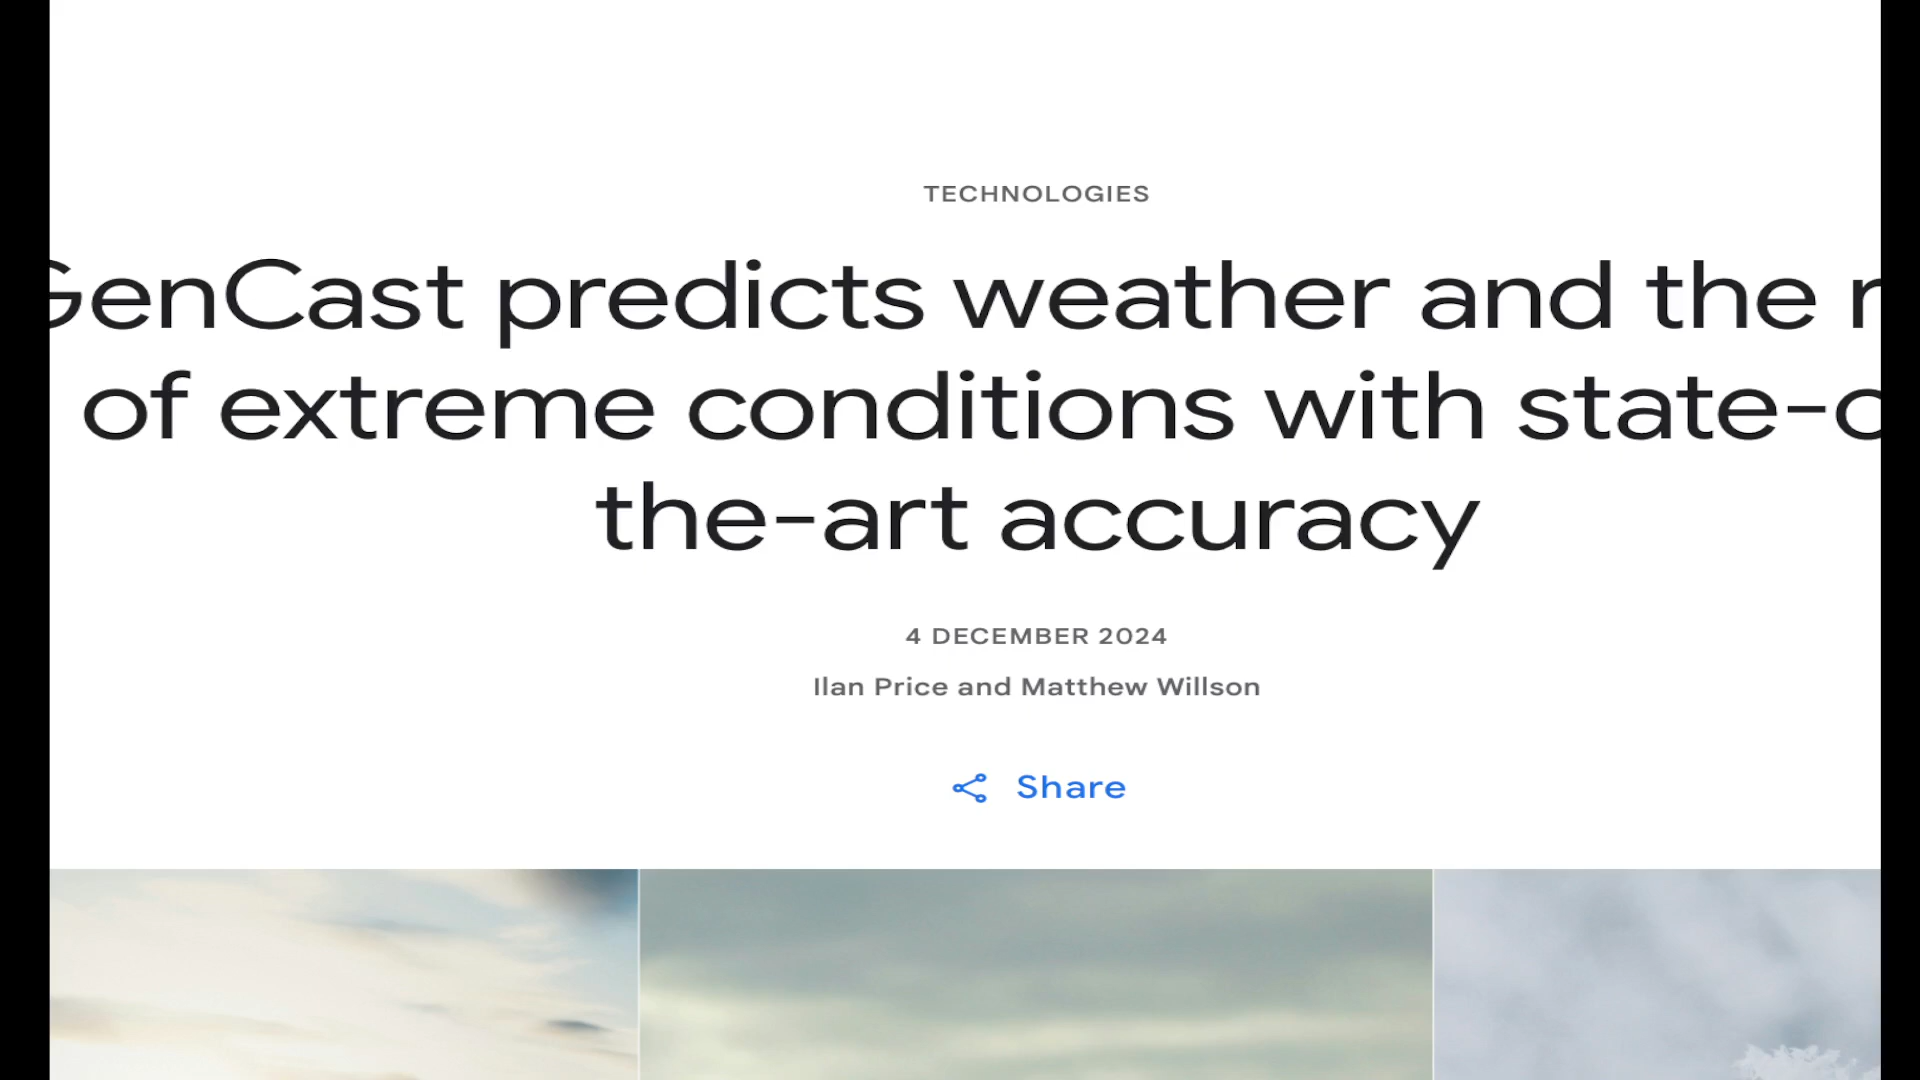 TECHNOLOGIES
GenCast predicts weather and the
of extreme conditions with state-o
the-art accuracy
4 DECEMBER 2024
Ilan Price and Matthew Willson
Share